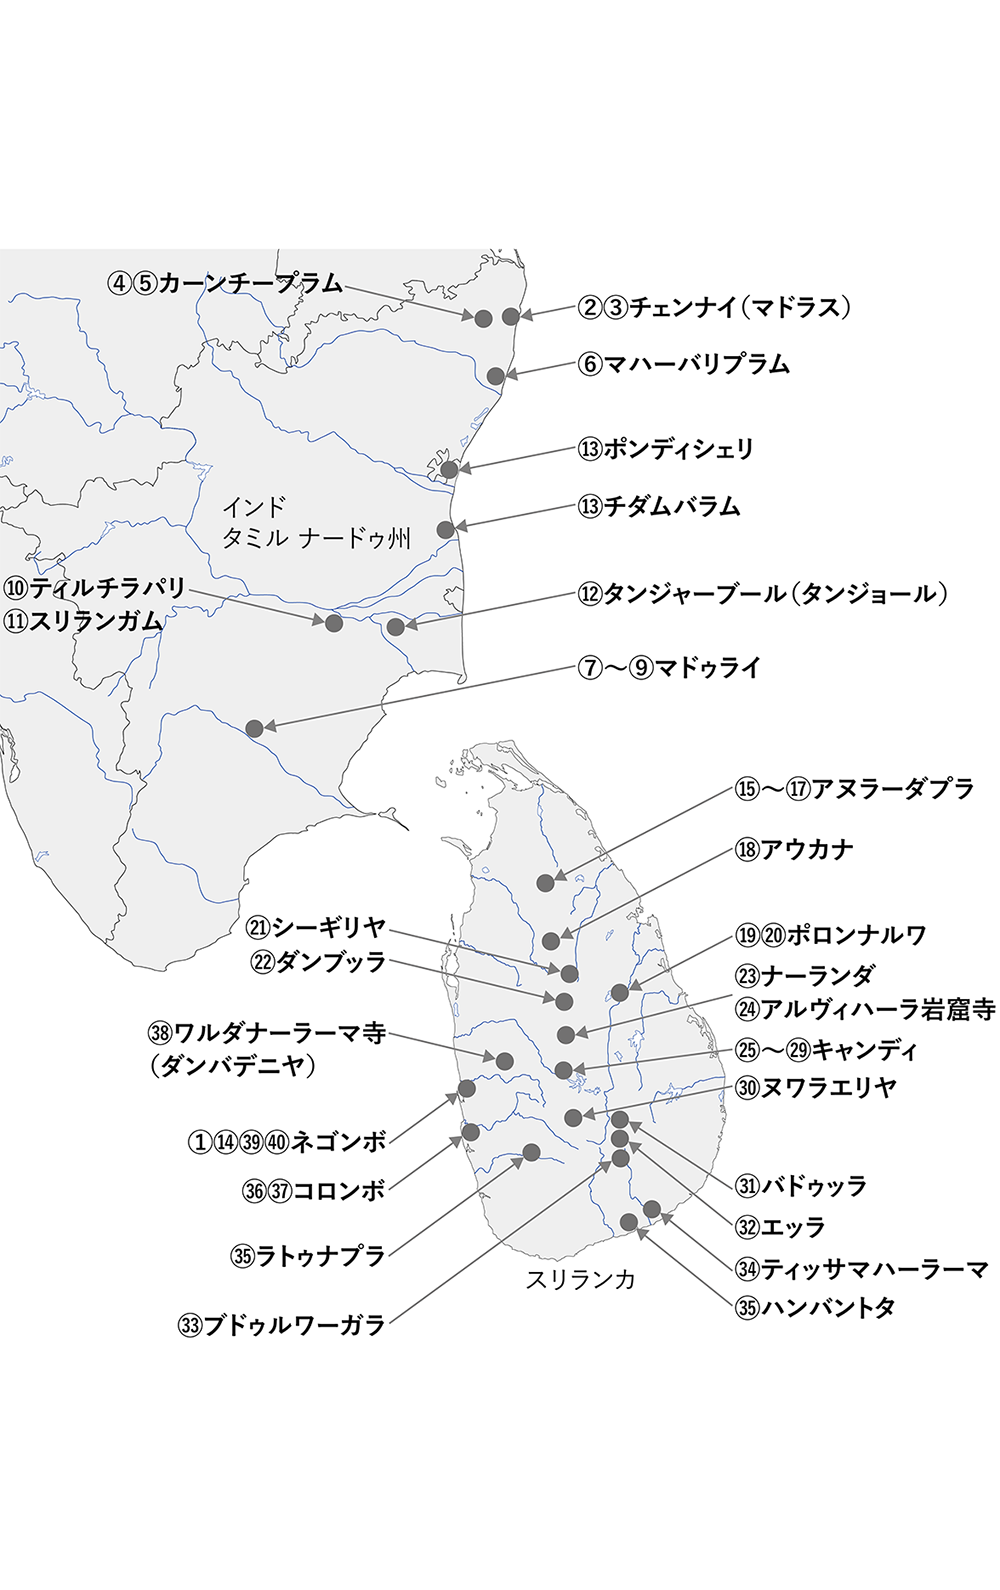 ④⑤カーンチープラム
②③チェンナイ（マドラス）
⑥マハーバリプラム
⑬ポンディシェリ
⑬チダムバラム
インド
タミル ナードゥ州
⑩ティルチラパリ
⑪スリランガム
⑫タンジャーブール（タンジョール）
⑦〜⑨マドゥライ
⑮〜⑰アヌラーダプラ
⑱アウカナ
㉑シーギリヤ
㉒ダンブッラ
⑲⑳ポロンナルワ
㉓ナーランダ
㉔アルヴィハーラ岩窟寺
㊳ワルダナーラーマ寺
（ダンバデニヤ）
㉕〜㉙キャンディ
㉚ヌワラエリヤ
①⑭㊴㊵ネゴンボ
㊱㊲コロンボ
㉛バドゥッラ
㉜エッラ
㉟ラトゥナプラ
㉞ティッサマハーラーマ
スリランカ
㉟ハンバントタ
㉝ブドゥルワーガラ